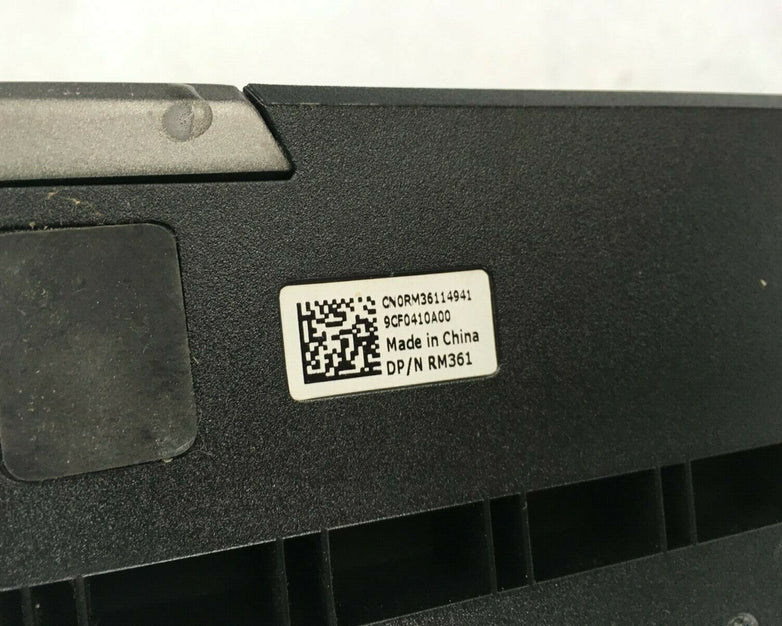 CN0RM36114941
9CF0410A00
Made in China
DP/N RM361